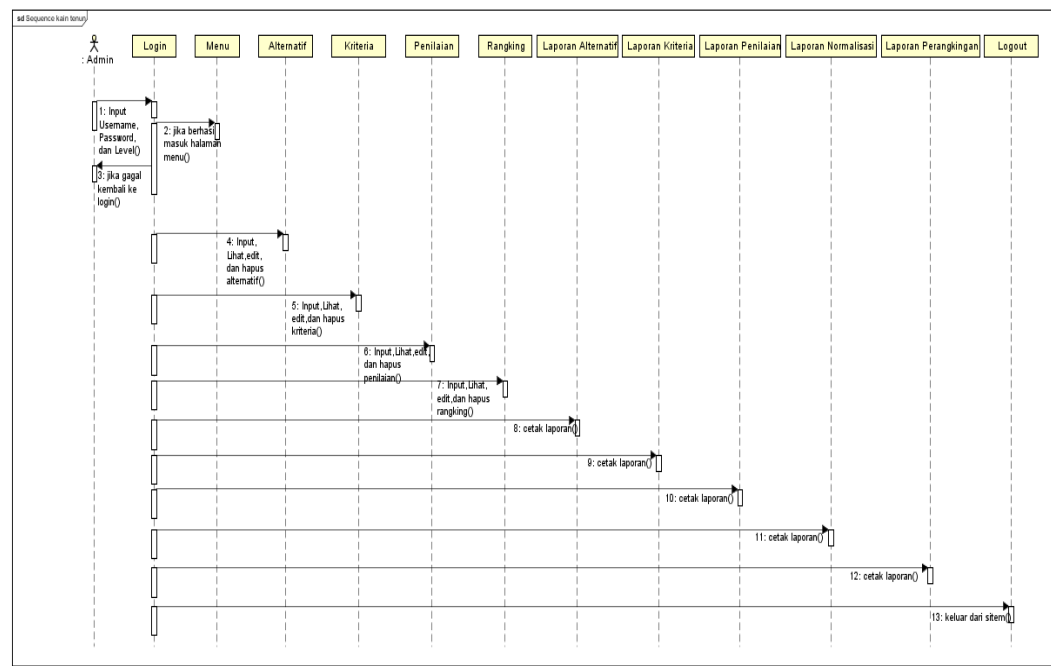 sd Sequence kain tenun
Login
Menu
Alternatif
Kriteria
Penilaian
Rangking
Laporan Alternatif
Laporan Kriteria
Laporan Penilaian
Laporan Normalisasi
Laporan Perangkingan
Logout
: Admin
1: Input
Username,
Password,
dan Level()
2: jika berhasi
masuk halaman
menu()
3: jika gagal
kembali ke
login()
4: Input,
Lihat,edit,
dan hapus
alternatif()
5: Input,Lihat,
edit,dan hapus
kriteria()
6: Input,Lihat,edit,
dan hapus
penilaian()
7: Input,Lihat,
edit,dan hapus
rangking()
8: cetak laporan()
9: cetak laporan()
10: cetak laporan()
11: cetak laporan()
12: cetak laporan()
13: keluar dari sitem()